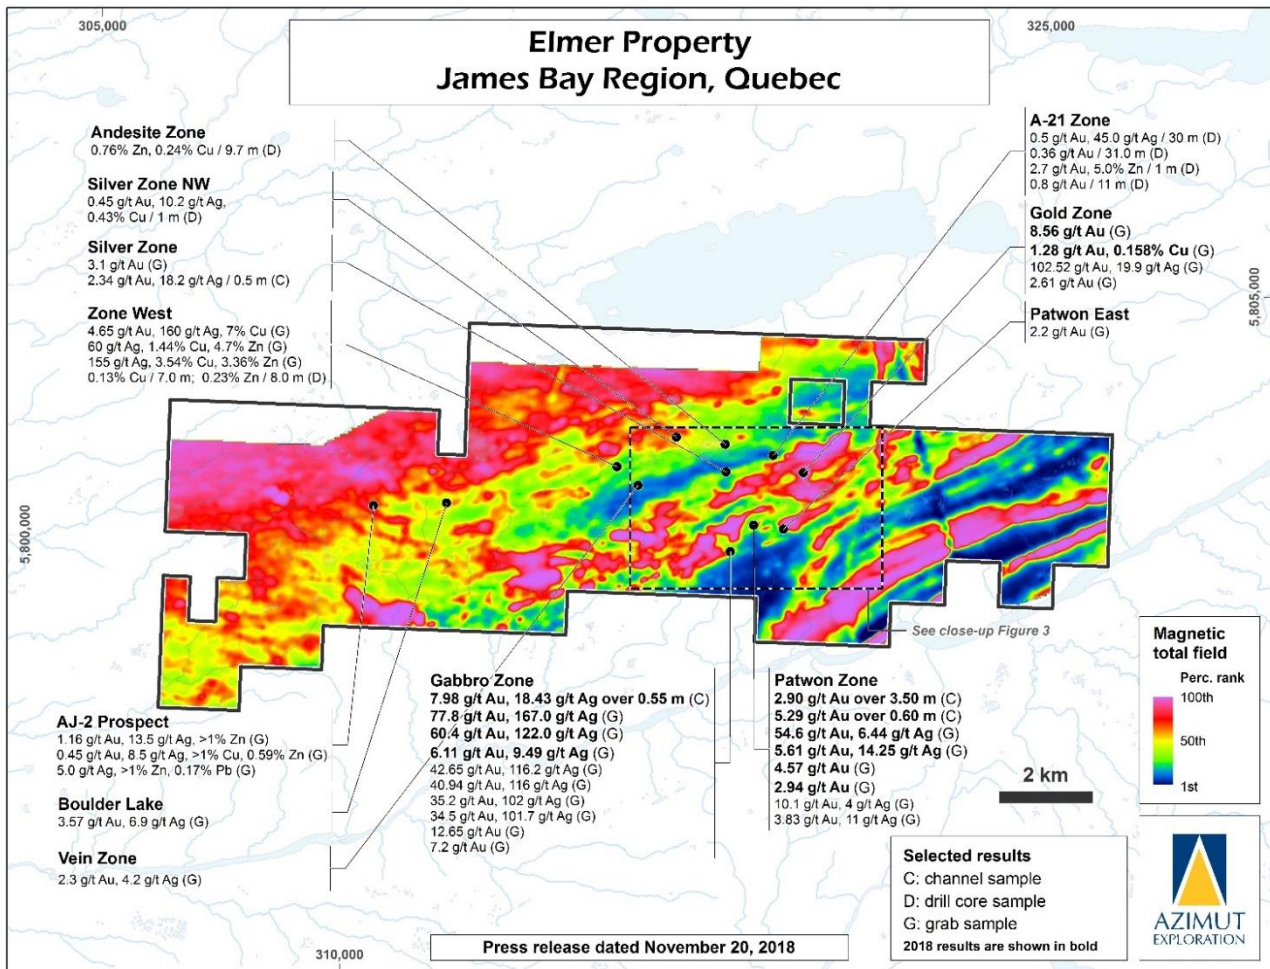 305,000
325,000
Elmer Property
James Bay Region, Quebec
Andesite Zone
0.76% Zn, 0.24% Cu / 9.7 m (D)
Silver Zone NW
0.45 g/t Au, 10.2 g/t Ag,
0.43% Cu / 1 m (D)
Silver Zone
3.1 g/t Au (G)
2.34 g/t Au, 18.2 g/t Ag / 0.5 m (C)
Zone West
4.65 g/t Au, 160 g/t Ag, 7% Cu (G)
60 g/t Ag, 1.44% Cu, 4.7% Zn (G)
155 g/t Ag, 3.54% Cu, 3.36% Zn (G)
0.13% Cu / 7.0 m; 0.23% Zn / 8.0 m (D)
A-21 Zone
0.5 g/t Au, 45.0 g/t Ag / 30 m (D)
0.36 g/t Au / 31.0 m (D)
2.7 g/t Au, 5.0% Zn / 1 m (D)
0.8 g/t Au / 11 m (D)
Gold Zone
8.56 g/t Au (G)
1.28 g/t Au, 0.158% Cu (G)
102.52 g/t Au, 19.9 g/t Ag (G)
2.61 g/t Au (G)
Patwon East
2.2 g/t Au (G)
5,805,000
5,800,000
See close-up Figure 3
AJ-2 Prospect
1.16 g/t Au, 13.5 g/t Ag, >1% Zn (G)
0.45 g/t Au, 8.5 g/t Ag, >1% Cu, 0.59% Zn (G)
5.0 g/t Ag, >1% Zn, 0.17% Pb (G)
Boulder Lake
3.57 g/t Au, 6.9 g/t Ag (G)
Vein Zone
2.3 g/t Au, 4.2 g/t Ag (G)
Gabbro Zone
7.98 g/t Au, 18.43 g/t Ag over 0.55 m (C)
77.8 g/t Au, 167.0 g/t Ag (G)
60.4 g/t Au, 122.0 g/t Ag (G)
6.11 g/t Au, 9.49 g/t Ag (G)
42.65 g/t Au, 116.2 g/t Ag (G)
40.94 g/t Au, 116 g/t Ag (G)
35.2 g/t Au, 102 g/t Ag (G)
34.5 g/t Au, 101.7 g/t Ag (G)
12.65 g/t Au (G)
7.2 g/t Au (G)
Patwon Zone
2.90 g/t Au over 3.50 m (C)
5.29 g/t Au over 0.60 m (C)
54.6 g/t Au, 6.44 g/t Ag (G)
5.61 g/t Au, 14.25 g/t Ag (G)
4.57 g/t Au (G)
2.94 g/t Au (G)
10.1 g/t Au, 4 g/t Ag (G)
3.83 g/t Au, 11 g/t Ag (G)
Magnetic
total field
Perc. rank
100th
50th
1st
2 km
Selected results
C: channel sample
D: drill core sample
G: grab sample
2018 results are shown in bold
AZIMUT
EXPLORATION
Press release dated November 20, 2018
310,000